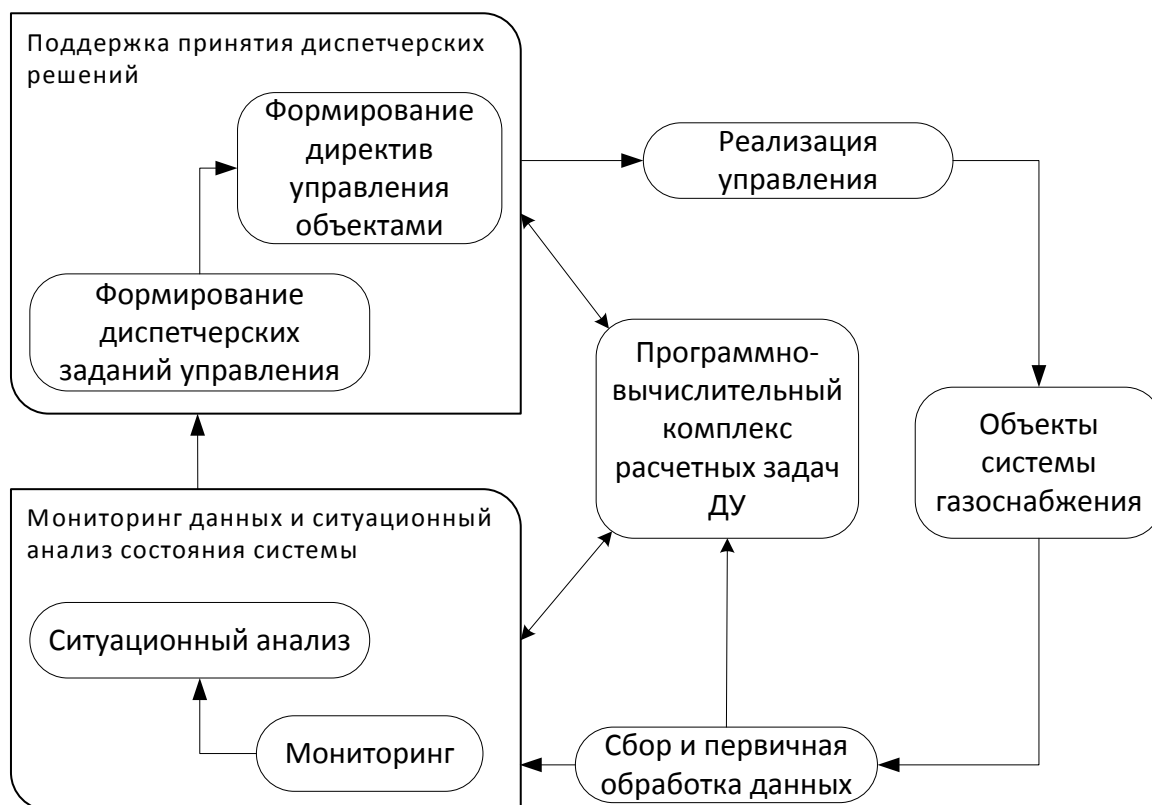 Поддержка принятия диспетчерских
решений
Формирование
директив
управления
объектами
Формирование
диспетчерских
заданий управления
Реализация
управления
Программно-
вычислительный
комплекс
расчетных задач
ДУ
Объекты
системы
газоснабжения
Мониторинг данных и ситуационный
анализ состояния системы
Ситуационный анализ
Мониторинг
Сбор и первичная
обработка данных